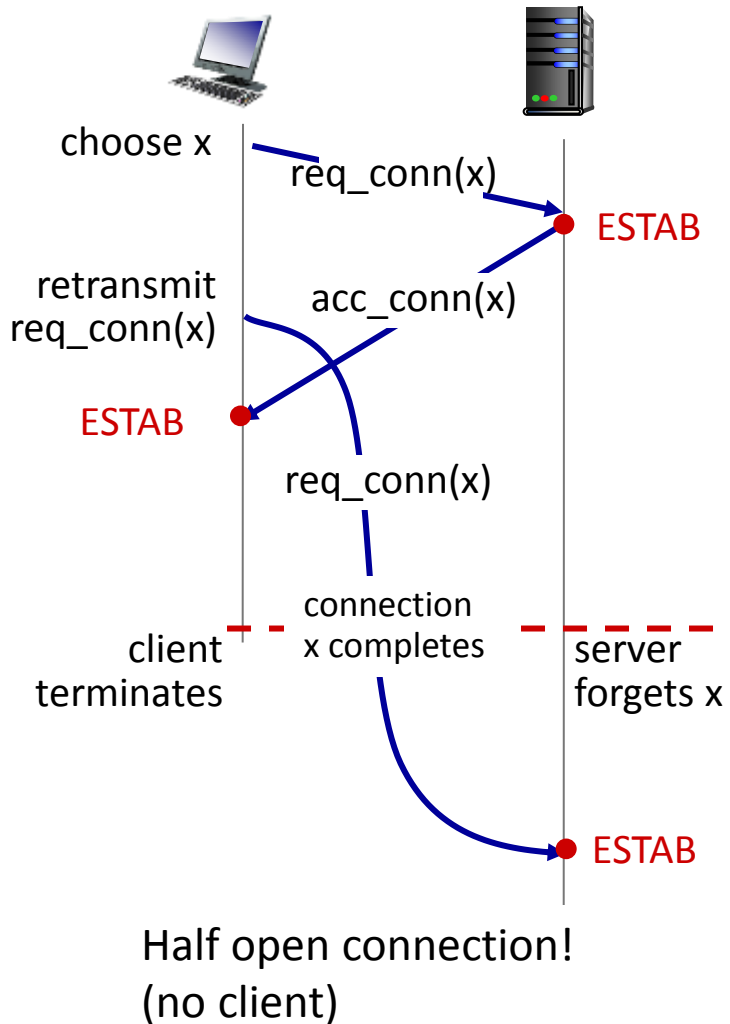 choose x
req_conn(x)
ESTAB
retransmit
req_conn(x)
acc_conn(x)
ESTAB
req_conn(x)
connection
x completes
client
terminates
server
forgets x
ESTAB
Half open connection!
(no client)